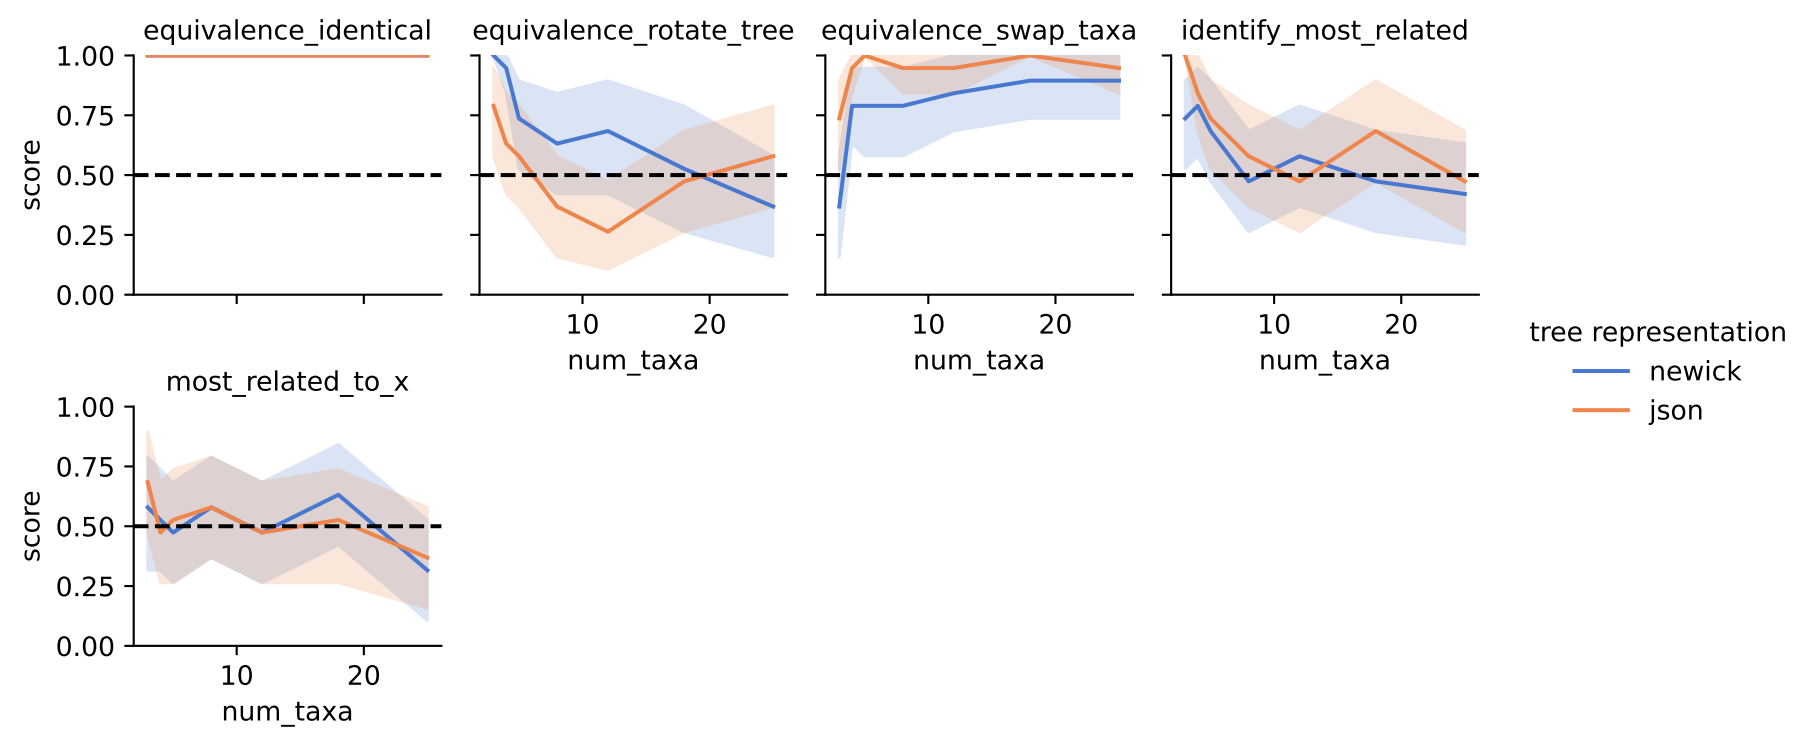 equivalence_identical
equivalence_rotate_tree
equivalence_swap_taxa
identify_most_related
score
1.00
0.75
0.50
0.25
0.00
10 20
num_taxa
10 20
num_taxa
10 20
num_taxa
tree representation
newick
json
most_related_to_x
score
1.00
0.75
0.50
0.25
0.00
10 20
num_taxa